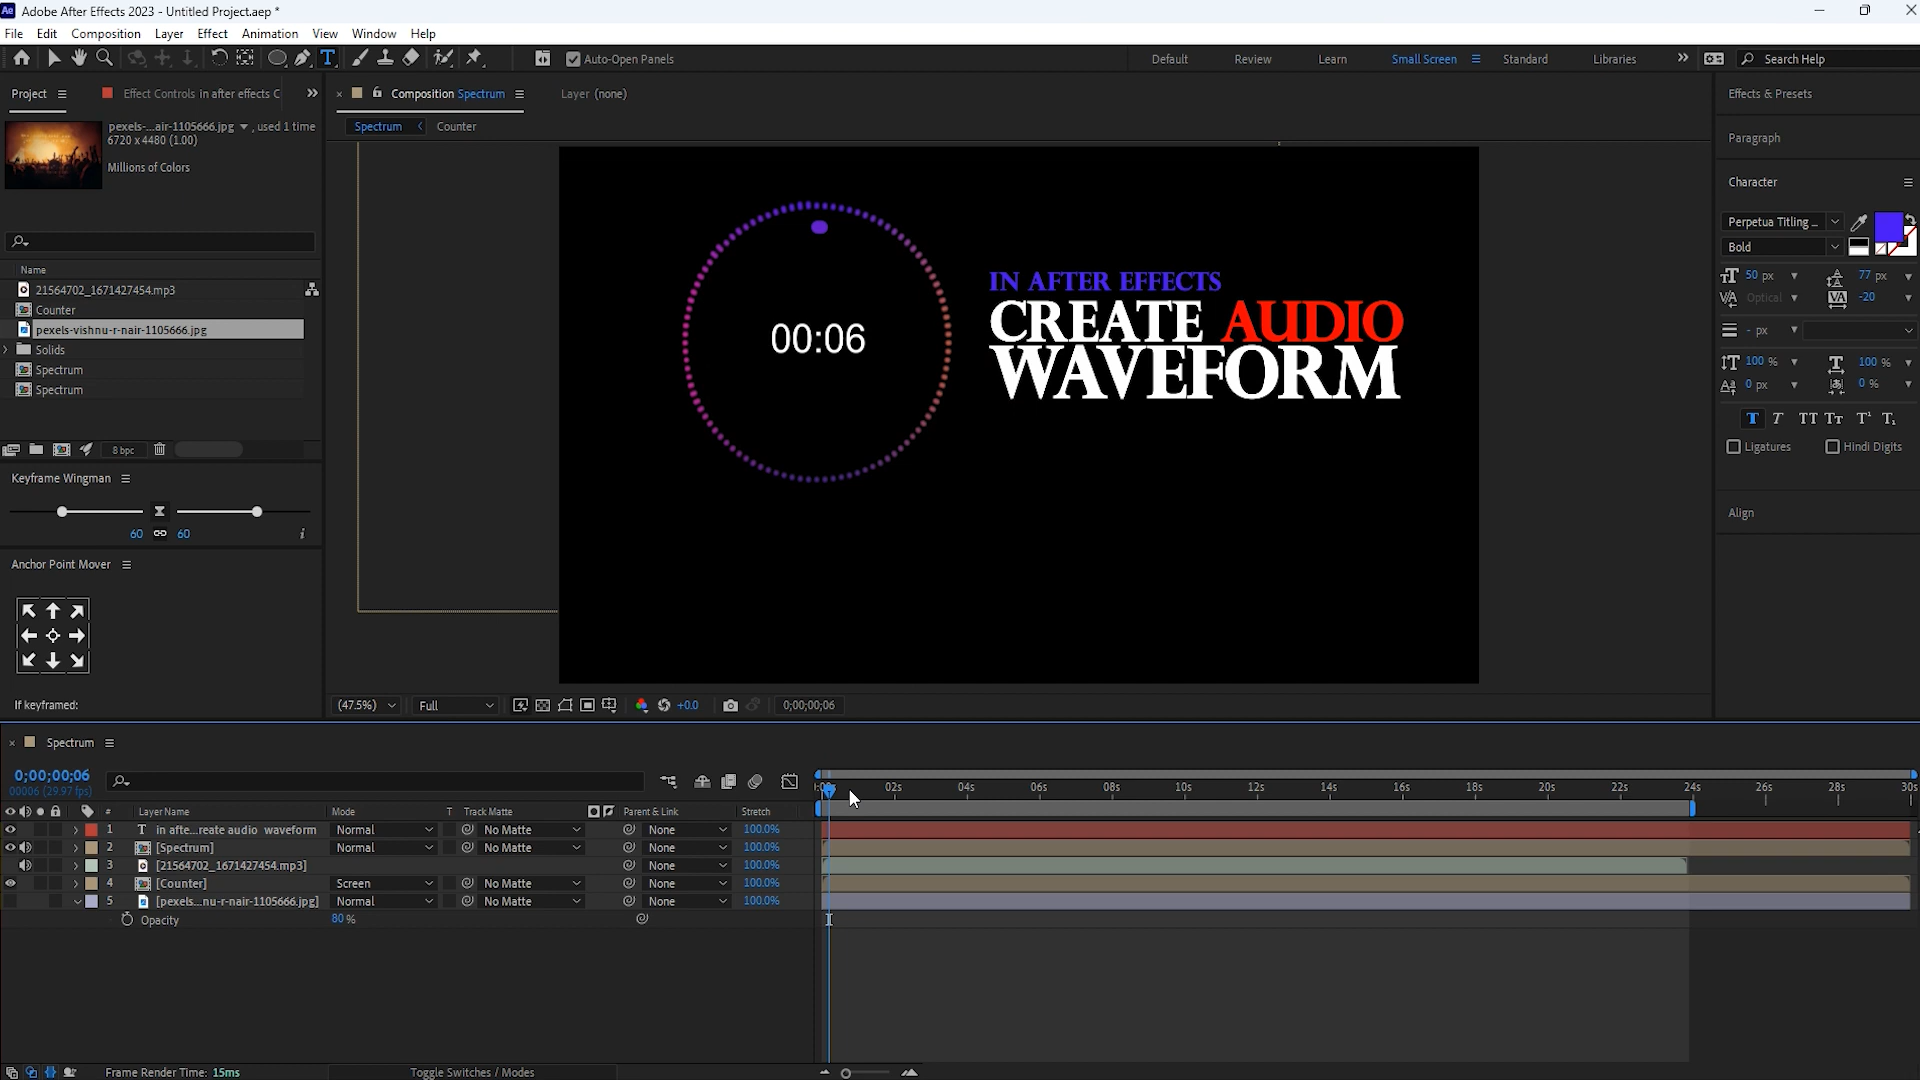 Adobe After Effects 2023 - Untitled Project.aep *
File Edit Composition Layer Effect Animation View Window Help
Auto-Open Panels
Default Review Learn Small Screen Standard Libraries Search Help
Project Effect Controls in after effects C
pexels-...air-1105666.jpg , used 1 time
6720 x 4480 (1.00)
Millions of Colors
Name
21564702_1671427454.mp3
Counter
pexels-vishnu-r-nair-1105666.jpg
Solids
Spectrum
Spectrum
8 bpc
Keyframe Wingman
60 60
Anchor Point Mover
If keyframed:
Composition Spectrum
Layer (none)
Spectrum Counter
00:06
IN AFTER EFFECTS
CREATE AUDIO
WAVEFORM
(47.5%) Full +0.0 0;00;00;06
Effects & Presets
Paragraph
Character
Perpetua Titling ...
Bold
50 px 77 px
Optical -20
- px
100 % 100 %
0 px 0 %
Ligatures Hindi Digits
Align
Spectrum
0;00;00;06
00006 (29.97 fps)
02s 04s 06s 08s 10s 12s 14s 16s 18s 20s 22s 24s 26s 28s 30s
# Layer Name Mode T Track Matte Parent & Link Stretch
1 T in afte...reate audio waveform Normal No Matte None 100.0%
2 [Spectrum] Normal No Matte None 100.0%
3 [21564702_1671427454.mp3] None 100.0%
4 [Counter] Screen No Matte None 100.0%
5 [pexels...nu-r-nair-1105666.jpg] Normal No Matte None 100.0%
Opacity 80 %
Frame Render Time: 15ms Toggle Switches / Modes